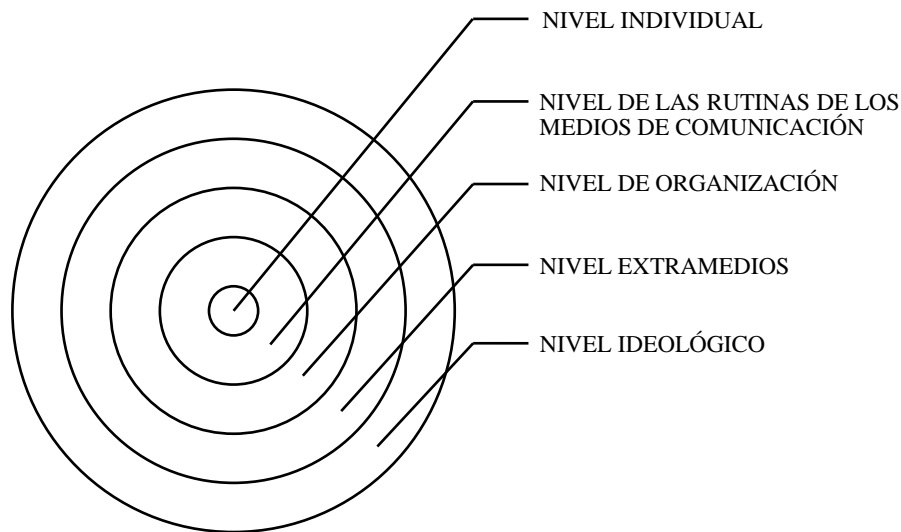 NIVEL INDIVIDUAL
NIVEL DE LAS RUTINAS DE LOS
MEDIOS DE COMUNICACIÓN
NIVEL DE ORGANIZACIÓN
NIVEL EXTRAMEDIOS
NIVEL IDEOLÓGICO